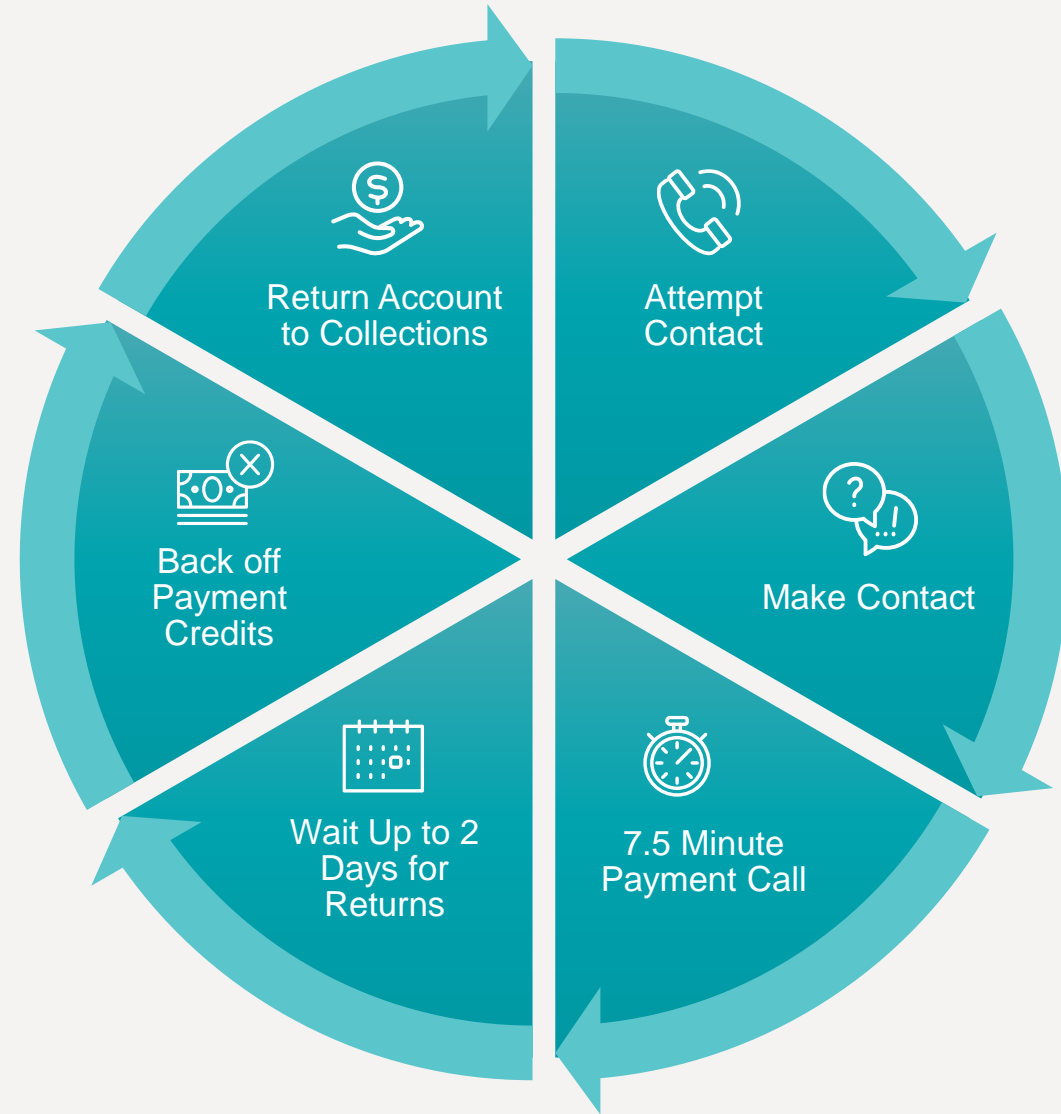 Return Account
to Collections
Attempt
Contact
Make Contact
7.5 Minute
Payment Call
Wait Up to 2
Days for
Returns
Back off
Payment
Credits